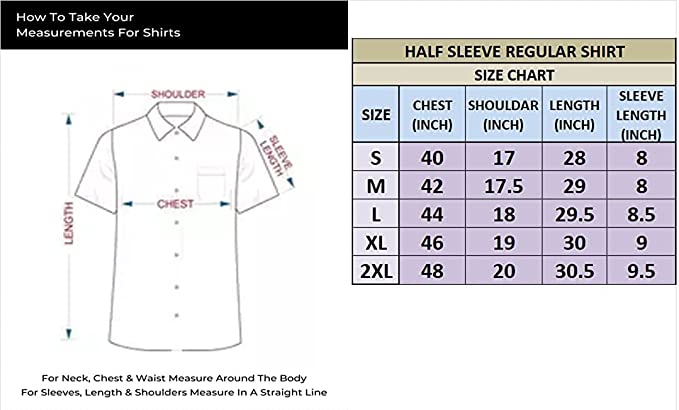 How To Take Your
Measurements For Shirts
SHOULDER
SLEEVE
LENGTH
CHEST
LENGTH
For Neck, Chest & Waist Measure Around The Body
For Sleeves, Length & Shoulders Measure In A Straight Line
HALF SLEEVE REGULAR SHIRT
SIZE CHART
SIZE CHEST (INCH) SHOULDAR (INCH) LENGTH (INCH) SLEEVE LENGTH (INCH)
S 40 17 28 8
M 42 17.5 29 8
L 44 18 29.5 8.5
XL 46 19 30 9
2XL 48 20 30.5 9.5